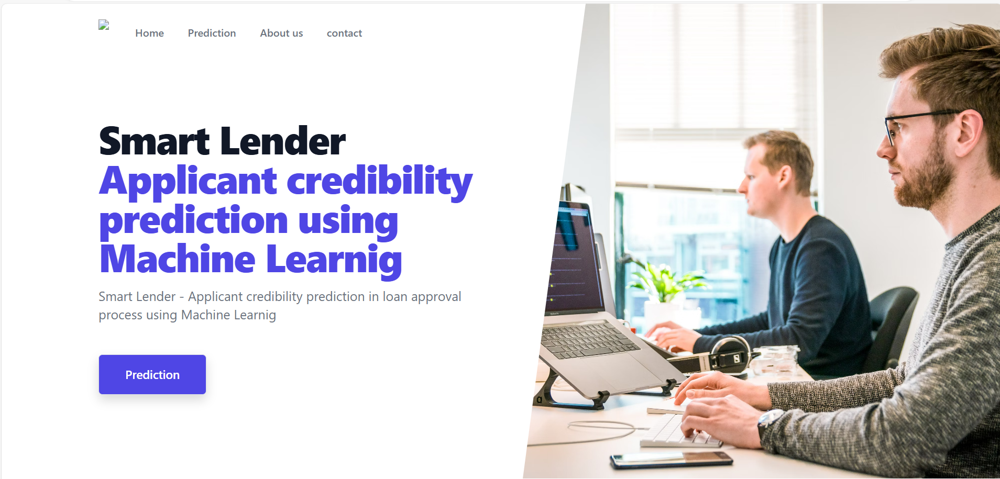 Home Prediction About us contact
Smart Lender
Applicant credibility
prediction using
Machine Learnig
Smart Lender - Applicant credibility prediction in loan approval
process using Machine Learnig
Prediction